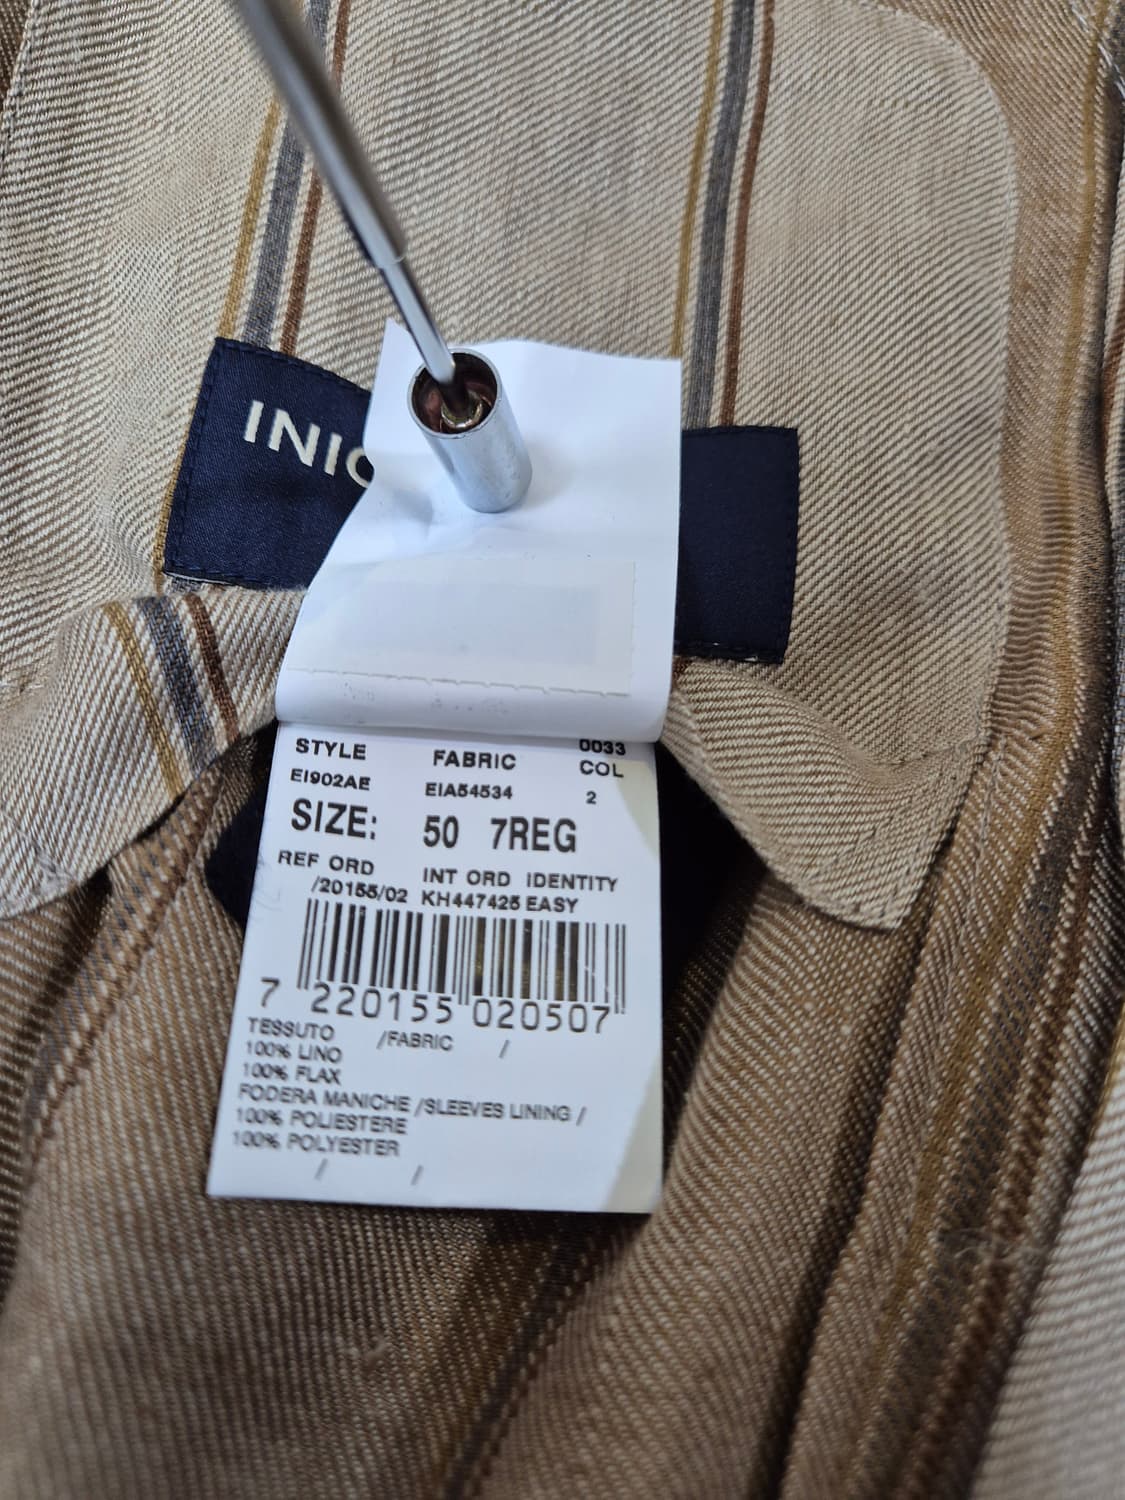 INIC
0033
STYLE FABRIC COL
EI902AE EIA54534 2
SIZE: 50 7REG
REF ORD INT ORD IDENTITY
/20155/02 KH447425 EASY
7 220155 020507
TESSUTO /FABRIC /
100% LINO
100% FLAX
FODERA MANICHE /SLEEVES LINING /
100% POLIESTERE
100% POLYESTER
/ /